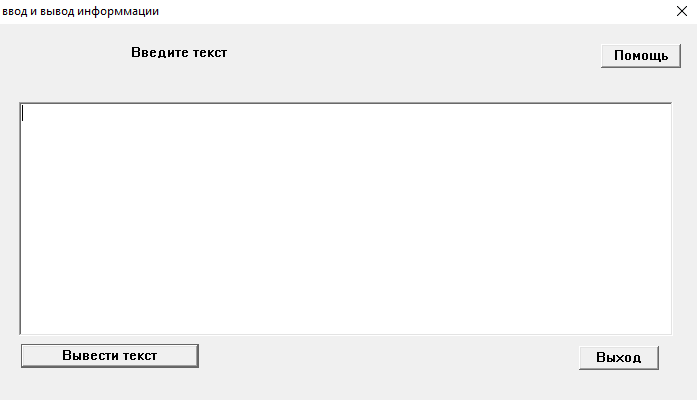 ввод и вывод информмации
Введите текст
Помощь
Вывести текст
Выход